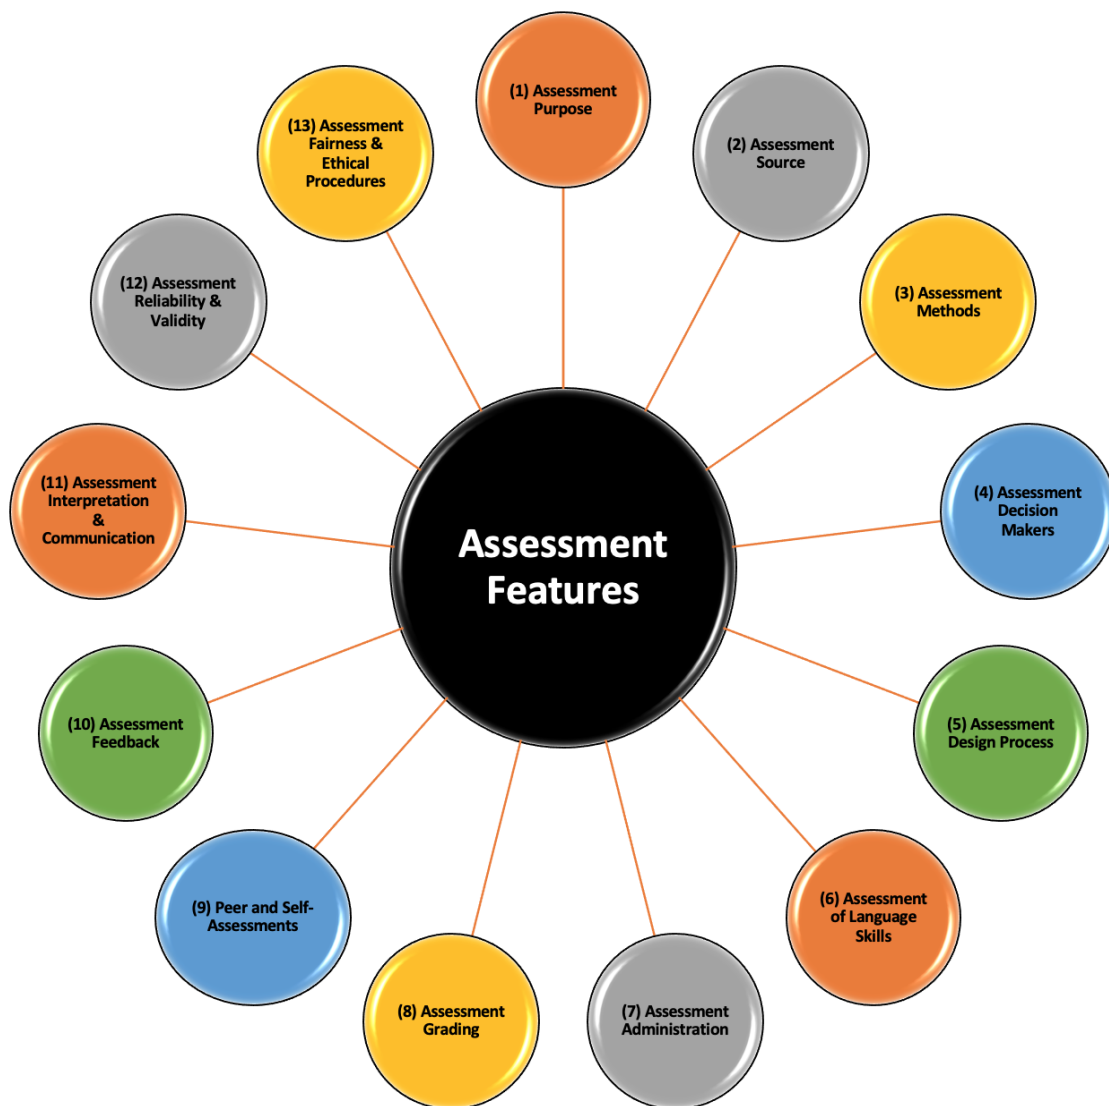 (1) Assessment
Purpose
(2) Assessment
Source
(3) Assessment
Methods
(4) Assessment
Decision
Makers
(5) Assessment
Design Process
(6) Assessment
of Language
Skills
(7) Assessment
Administration
(8) Assessment
Grading
(9) Peer and Self-
Assessments
(10) Assessment
Feedback
(11) Assessment
Interpretation
&
Communication
(12) Assessment
Reliability &
Validity
(13) Assessment
Fairness &
Ethical
Procedures
Assessment
Features